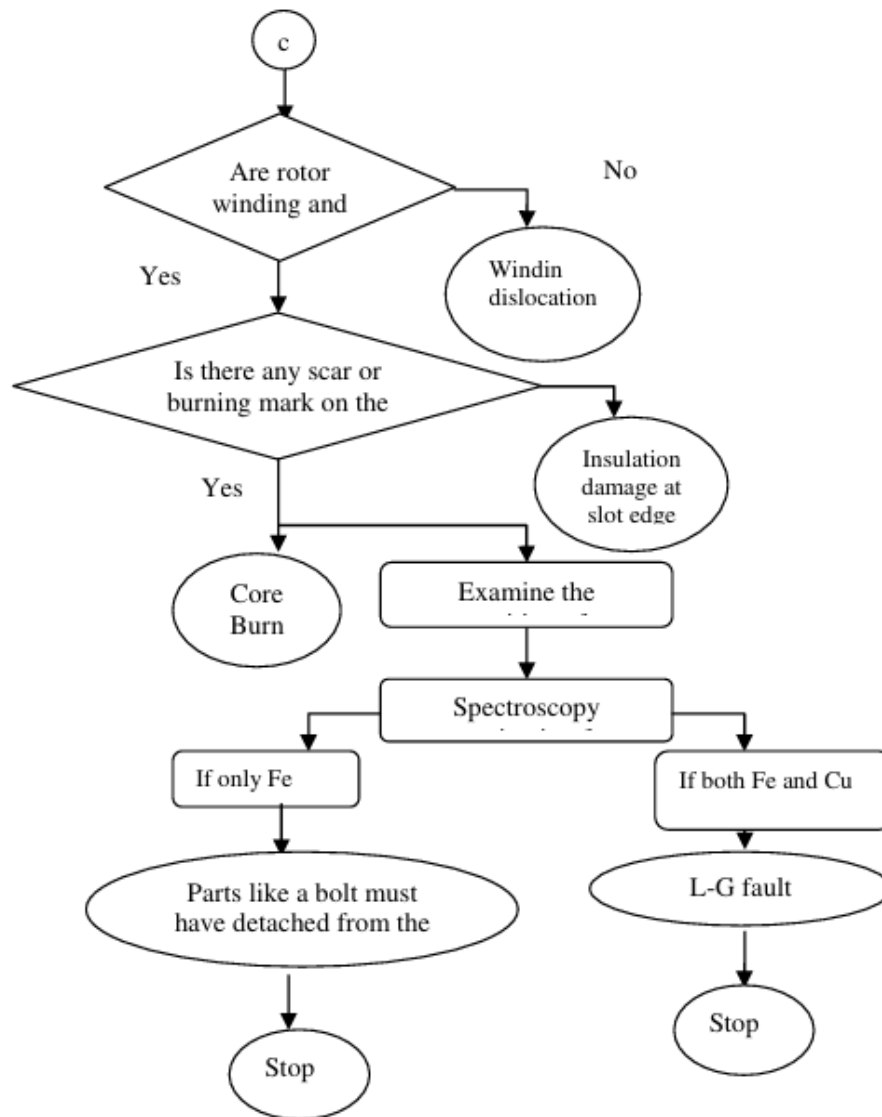 c
Are rotor
winding and
No
Windin
dislocation
Yes
Is there any scar or
burning mark on the
Insulation
damage at
slot edge
Yes
Core
Burn
Examine the
Spectroscopy
If only Fe
If both Fe and Cu
Parts like a bolt must
have detached from the
L-G fault
Stop
Stop